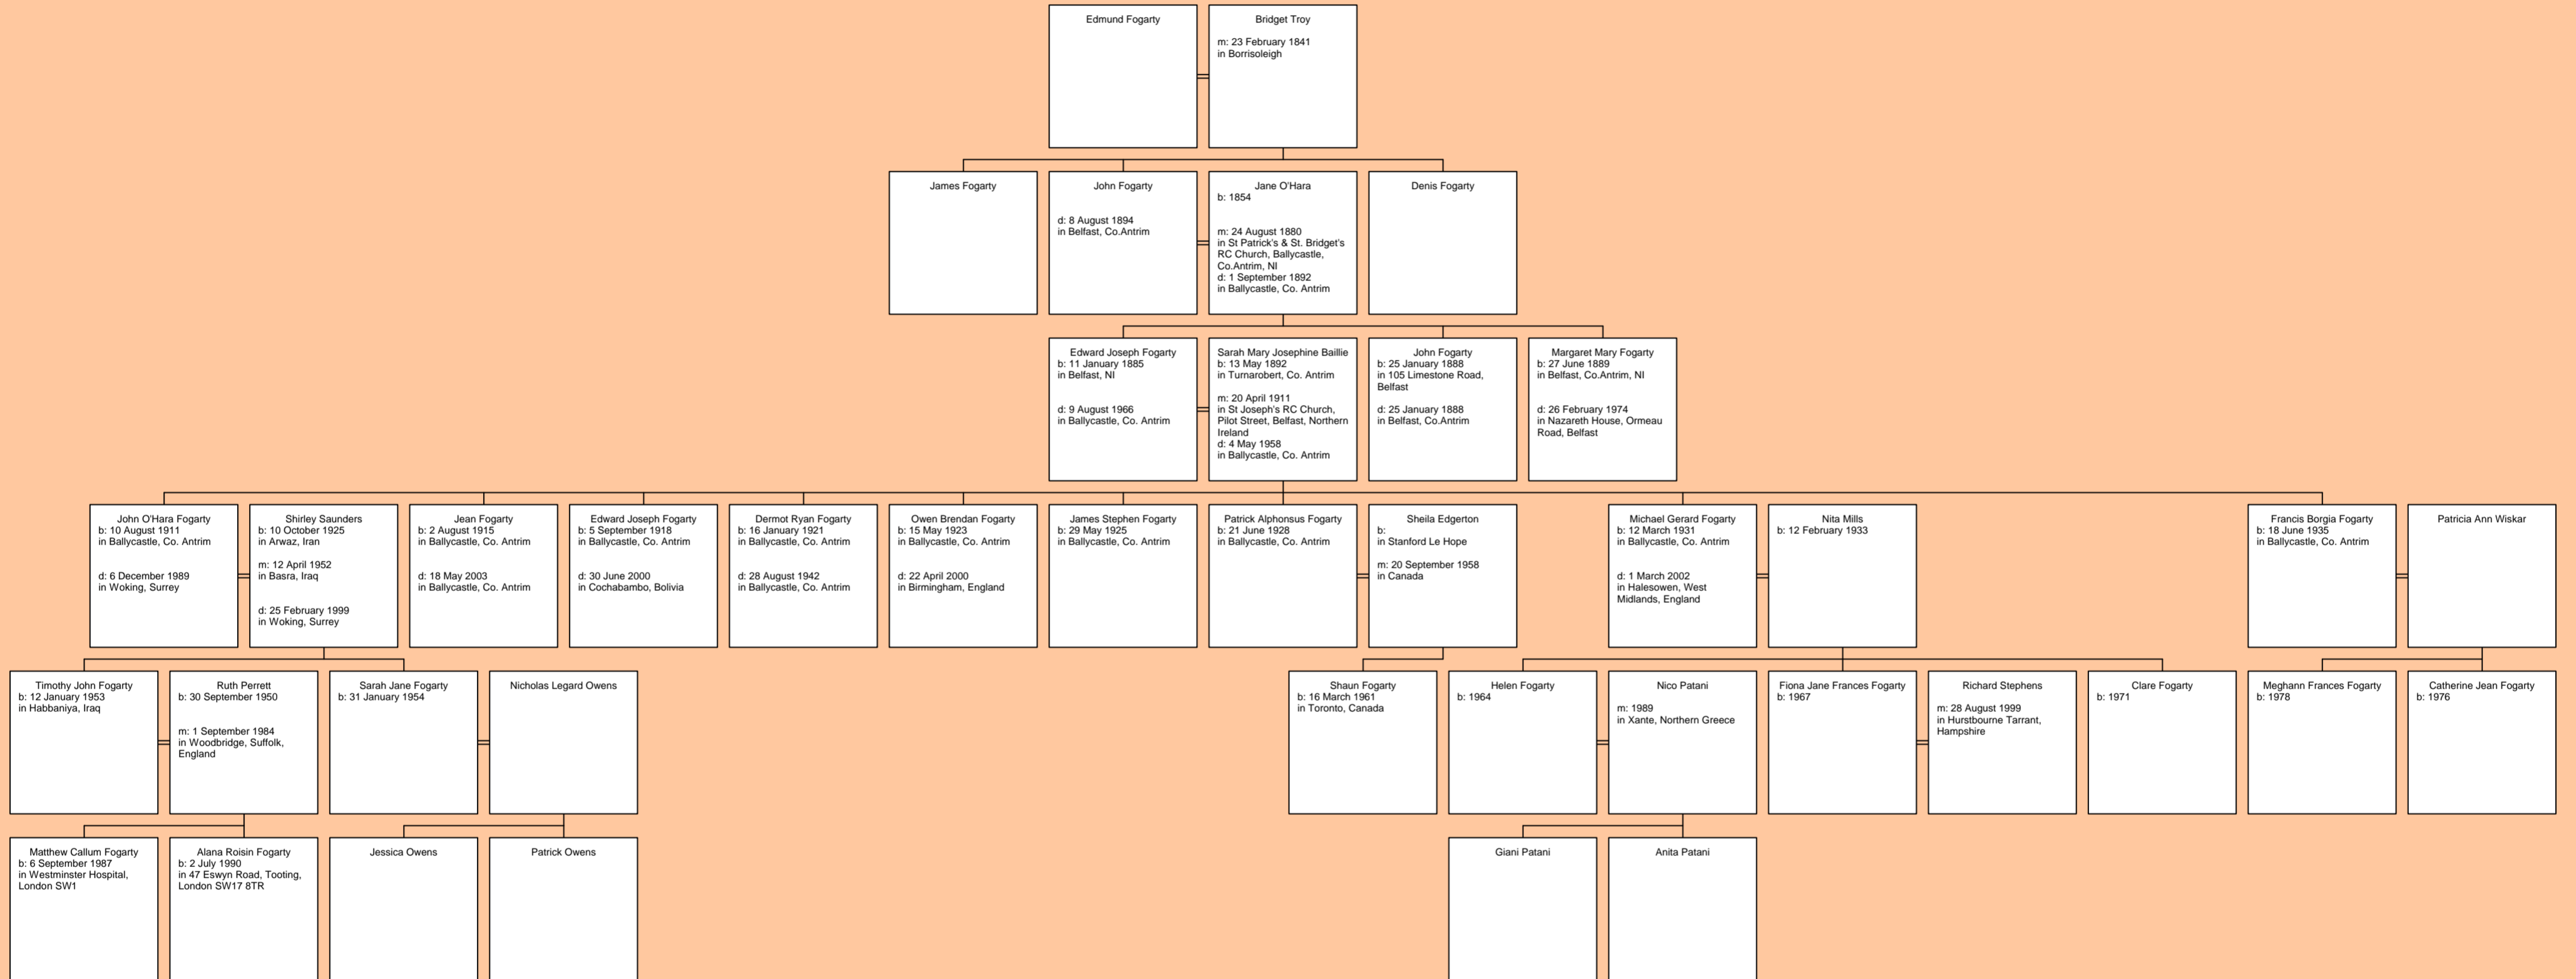 Edmund Fogarty
Bridget Troy
m: 23 February 1841
in Borrisoleigh
James Fogarty
John Fogarty
d: 8 August 1894
in Belfast, Co.Antrim
Jane O'Hara
b: 1854
m: 24 August 1880
in St Patrick's & St. Bridget's
RC Church, Ballycastle,
Co.Antrim, NI
d: 1 September 1892
in Ballycastle, Co. Antrim
Denis Fogarty
Edward Joseph Fogarty
b: 11 January 1885
in Belfast, NI
d: 9 August 1966
in Ballycastle, Co. Antrim
Sarah Mary Josephine Baillie
b: 13 May 1892
in Turnarobert, Co. Antrim
m: 20 April 1911
in St Joseph's RC Church,
Pilot Street, Belfast, Northern
Ireland
d: 4 May 1958
in Ballycastle, Co. Antrim
John Fogarty
b: 25 January 1888
in 105 Limestone Road,
Belfast
d: 25 January 1888
in Belfast, Co.Antrim
Margaret Mary Fogarty
b: 27 June 1889
in Belfast, Co.Antrim, NI
d: 26 February 1974
in Nazareth House, Ormeau
Road, Belfast
John O'Hara Fogarty
b: 10 August 1911
in Ballycastle, Co. Antrim
d: 6 December 1989
in Woking, Surrey
Shirley Saunders
b: 10 October 1925
in Arwaz, Iran
m: 12 April 1952
in Basra, Iraq
d: 25 February 1999
in Woking, Surrey
Jean Fogarty
b: 2 August 1915
in Ballycastle, Co. Antrim
d: 18 May 2003
in Ballycastle, Co. Antrim
Edward Joseph Fogarty
b: 5 September 1918
in Ballycastle, Co. Antrim
d: 30 June 2000
in Cochabambo, Bolivia
Dermot Ryan Fogarty
b: 16 January 1921
in Ballycastle, Co. Antrim
d: 28 August 1942
in Ballycastle, Co. Antrim
Owen Brendan Fogarty
b: 15 May 1923
in Ballycastle, Co. Antrim
d: 22 April 2000
in Birmingham, England
James Stephen Fogarty
b: 29 May 1925
in Ballycastle, Co. Antrim
Patrick Alphonsus Fogarty
b: 21 June 1928
in Ballycastle, Co. Antrim
Sheila Edgerton
b:
in Stanford Le Hope
m: 20 September 1958
in Canada
Michael Gerard Fogarty
b: 12 March 1931
in Ballycastle, Co. Antrim
d: 1 March 2002
in Halesowen, West
Midlands, England
Nita Mills
b: 12 February 1933
Francis Borgia Fogarty
b: 18 June 1935
in Ballycastle, Co. Antrim
Patricia Ann Wiskar
Timothy John Fogarty
b: 12 January 1953
in Habbaniya, Iraq
Ruth Perrett
b: 30 September 1950
m: 1 September 1984
in Woodbridge, Suffolk,
England
Sarah Jane Fogarty
b: 31 January 1954
Nicholas Legard Owens
Shaun Fogarty
b: 16 March 1961
in Toronto, Canada
Helen Fogarty
b: 1964
Nico Patani
m: 1989
in Xante, Northern Greece
Fiona Jane Frances Fogarty
b: 1967
Richard Stephens
m: 28 August 1999
in Hurstbourne Tarrant,
Hampshire
Clare Fogarty
b: 1971
Meghann Frances Fogarty
b: 1978
Catherine Jean Fogarty
b: 1976
Matthew Callum Fogarty
b: 6 September 1987
in Westminster Hospital,
London SW1
Alana Roisin Fogarty
b: 2 July 1990
in 47 Eswyn Road, Tooting,
London SW17 8TR
Jessica Owens
Patrick Owens
Giani Patani
Anita Patani